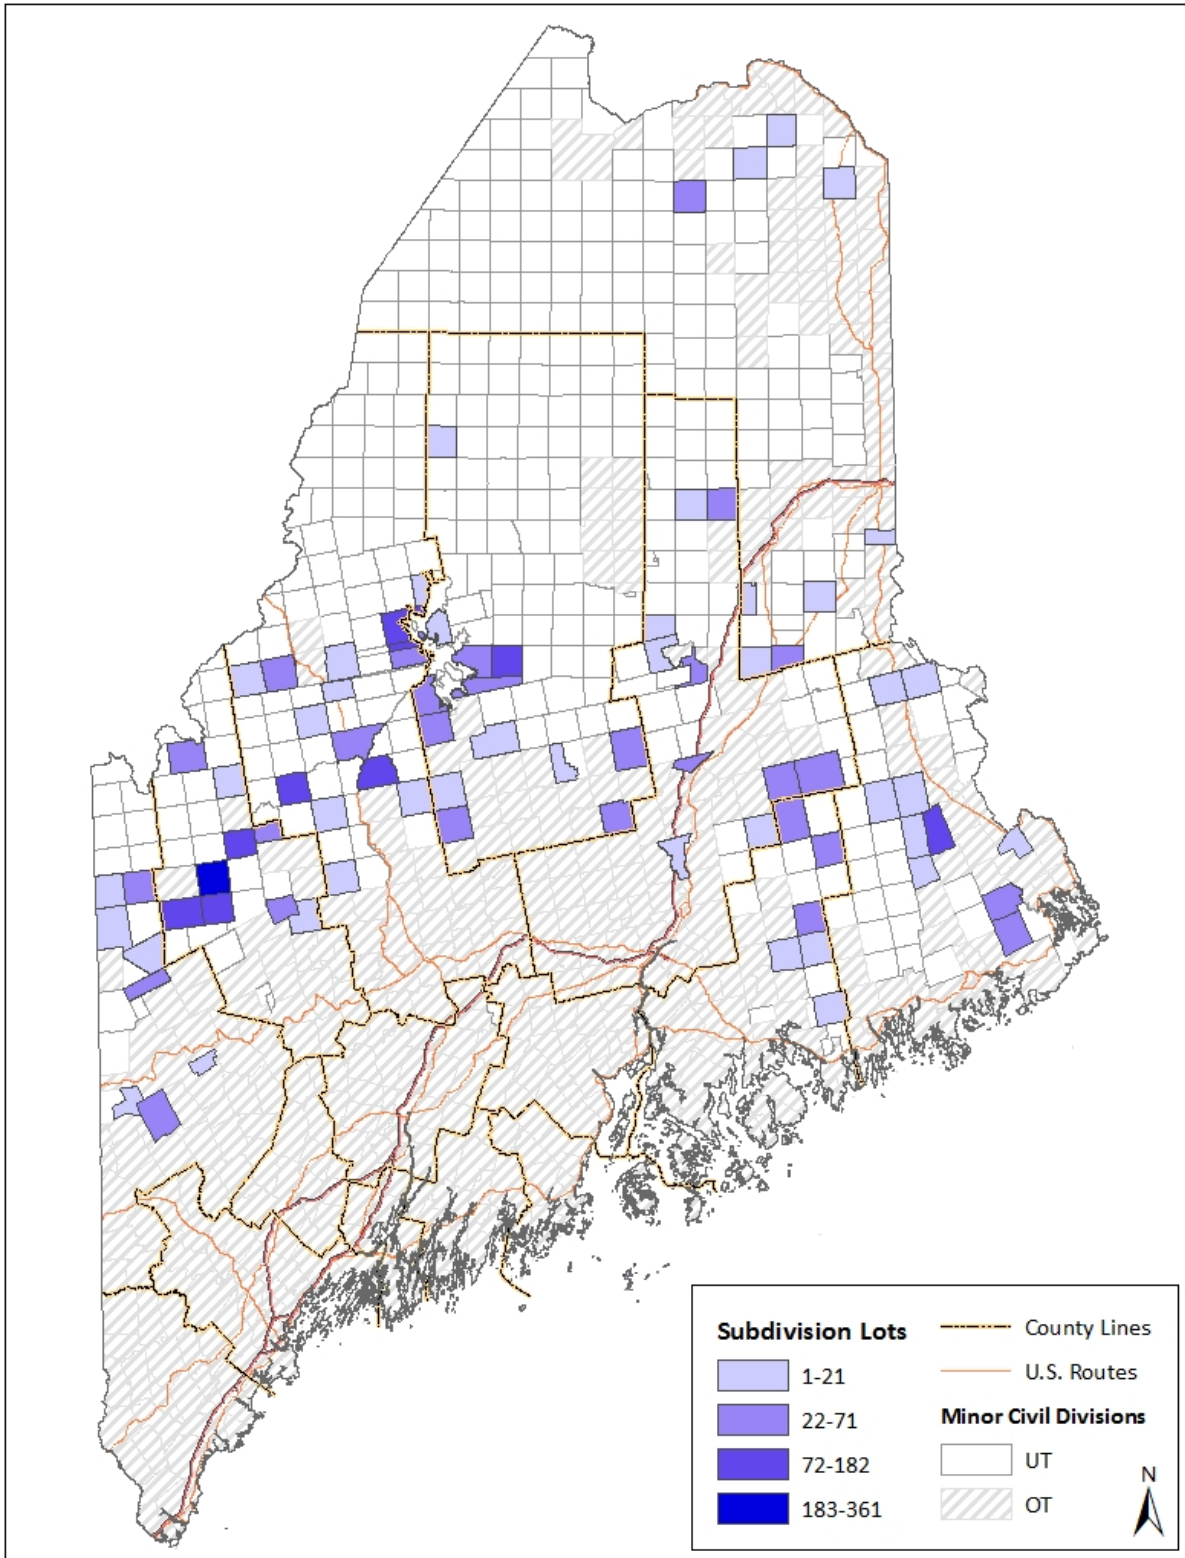 Subdivision Lots
1-21
22-71
72-182
183-361
County Lines
U.S. Routes
Minor Civil Divisions
UT
OT
N